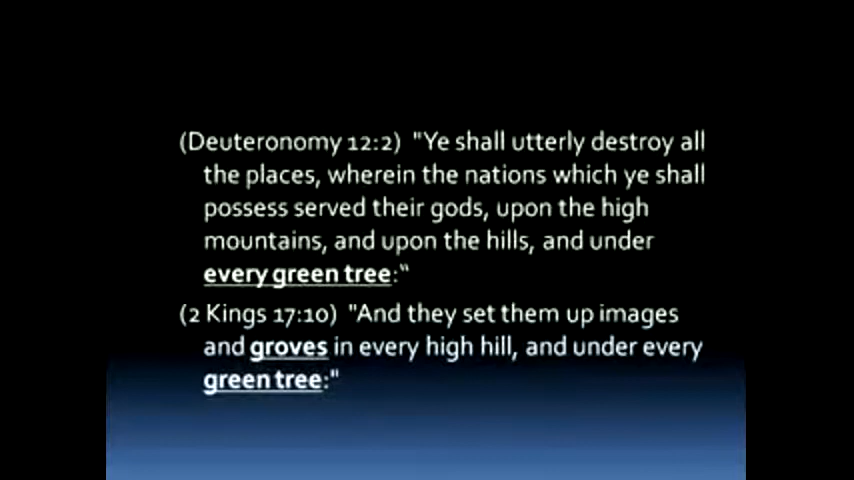 (Deuteronomy 12:2) "Ye shall utterly destroy all
the places, wherein the nations which ye shall
possess served their gods, upon the high
mountains, and upon the hills, and under
every green tree:“
(2 Kings 17:10) "And they set them up images
and groves in every high hill, and under every
green tree:"